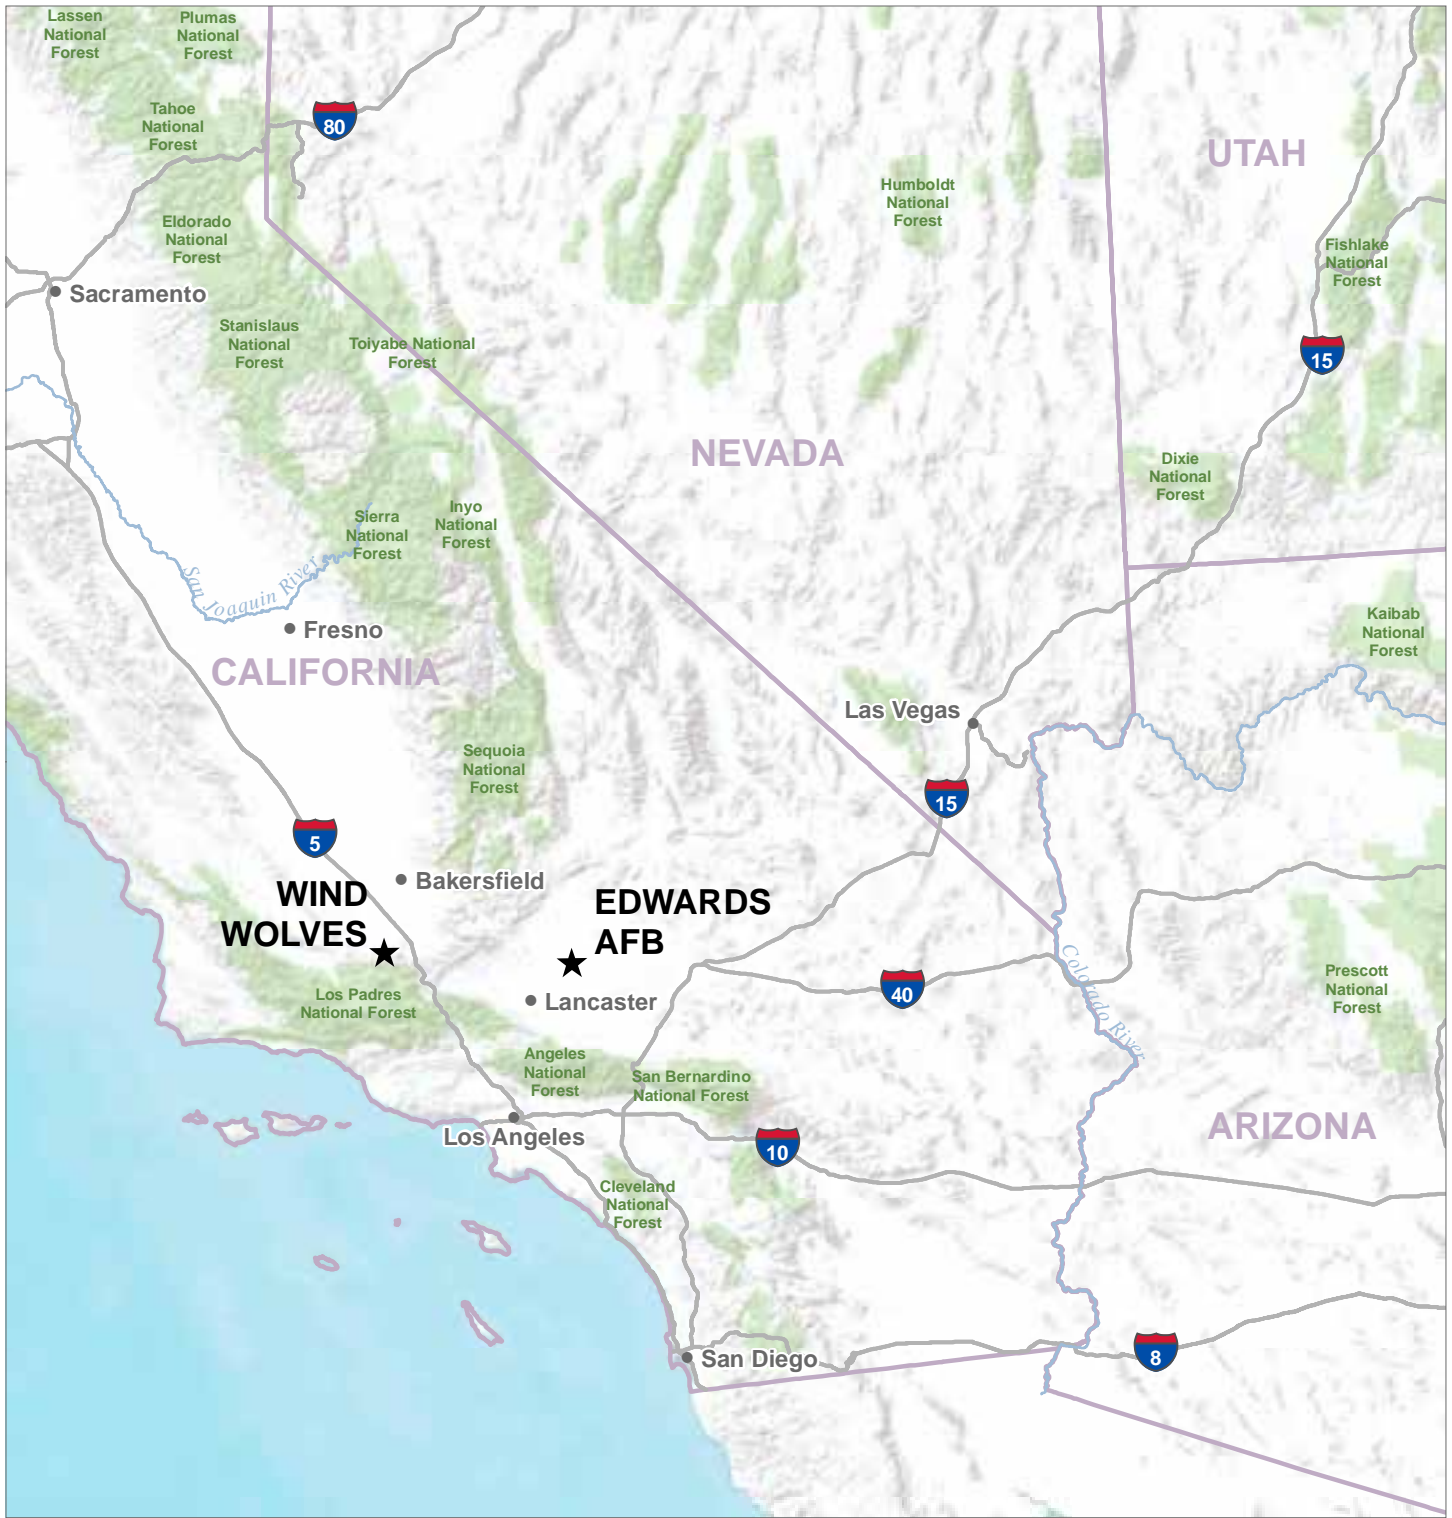 Lassen
National
Forest
Plumas
National
Forest
Tahoe
National
Forest
80
UTAH
Humboldt
National
Forest
Eldorado
National
Forest
Fishlake
National
Forest
Sacramento
Stanislaus
National
Forest
Toiyabe National
Forest
15
NEVADA
Dixie
National
Forest
Sierra
National
Forest
Inyo
National
Forest
San Joaquin River
Fresno
Kaibab
National
Forest
CALIFORNIA
Las Vegas
Sequoia
National
Forest
15
5
Bakersfield
WIND
WOLVES
EDWARDS
AFB
Los Padres
National Forest
Lancaster
40
Colorado River
Prescott
National
Forest
Angeles
National
Forest
San Bernardino
National Forest
Los Angeles
10
ARIZONA
Cleveland
National
Forest
San Diego
8